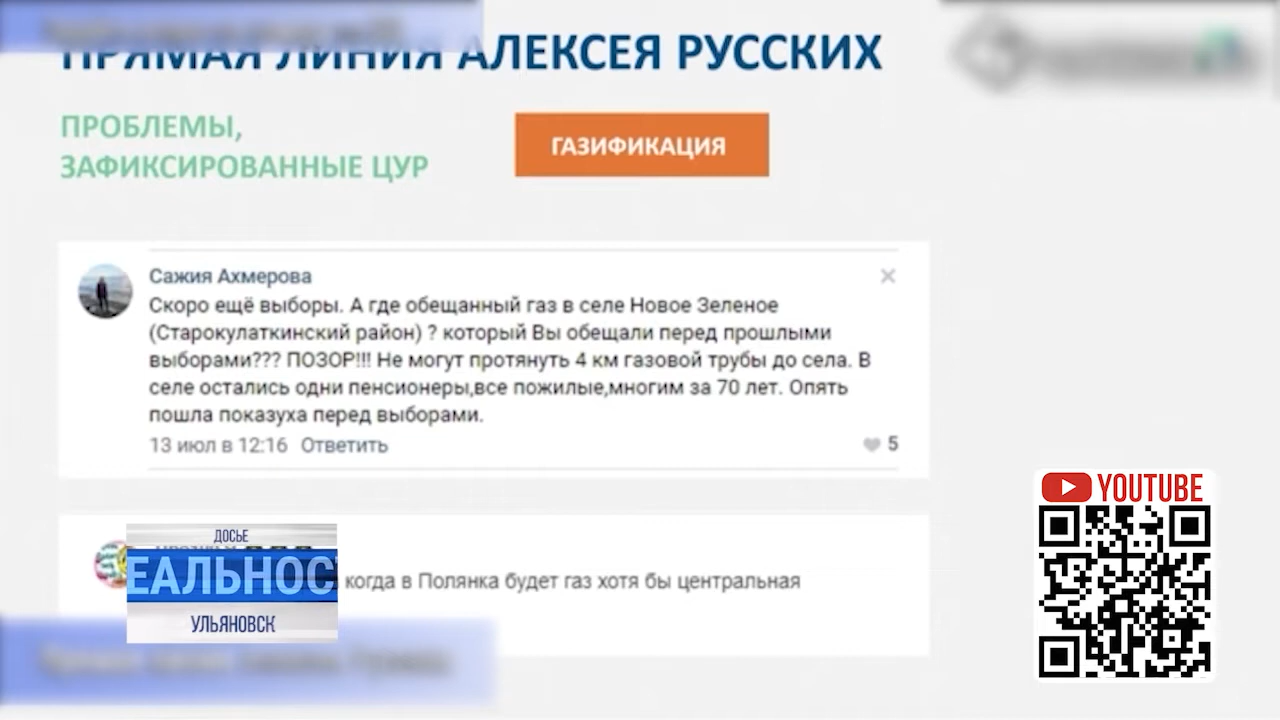 ПРЯМАЯ ЛИНИЯ АЛЕКСЕЯ РУССКИХ
ПРОБЛЕМЫ,
ЗАФИКСИРОВАННЫЕ ЦУР
ГАЗИФИКАЦИЯ
Сажия Ахмерова
Скоро ещё выборы. А где обещанный газ в селе Новое Зеленое
(Старокулаткинский район) ? который Вы обещали перед прошлыми
выборами??? ПОЗОР!!! Не могут протянуть 4 км газовой трубы до села. В
селе остались одни пенсионеры,все пожилые,многим за 70 лет. Опять
пошла показуха перед выборами.
13 июл в 12:16 Ответить
5
когда в Полянка будет газ хотя бы центральная
ДОСЬЕ
ЕАЛЬНОС
УЛЬЯНОВСК
YOUTUBE